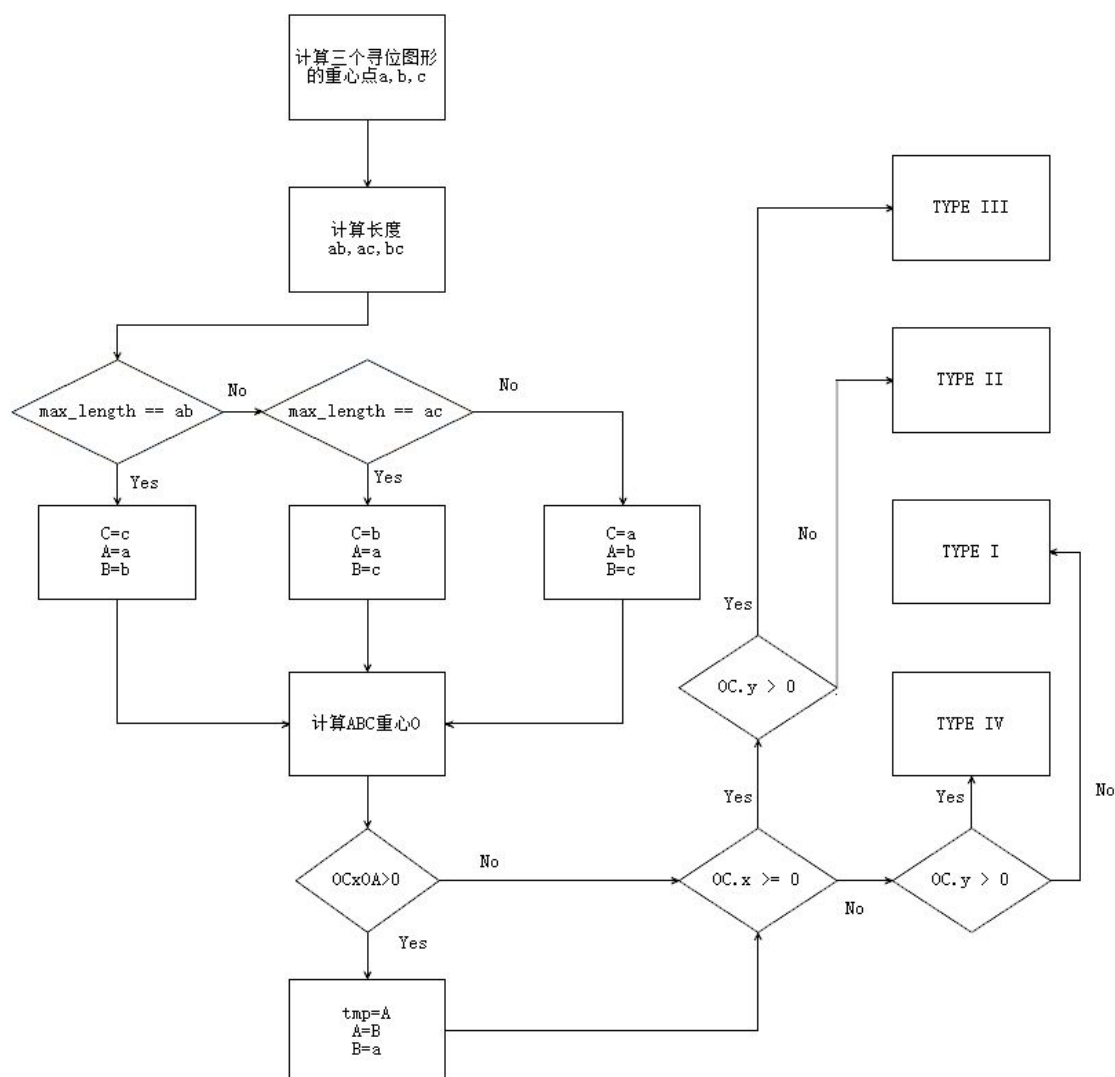 计算三个寻位图形
的重心点a,b,c
计算长度
ab,ac,bc
max_length == ab
No
max_length == ac
No
Yes
Yes
C=c
A=a
B=b
C=b
A=a
B=c
C=a
A=b
B=c
计算ABC重心O
OCxOA>0
No
Yes
tmp=A
A=B
B=a
OC.x >= 0
Yes
No
OC.y > 0
Yes
No
OC.y > 0
Yes
No
TYPE III
TYPE II
TYPE I
TYPE IV